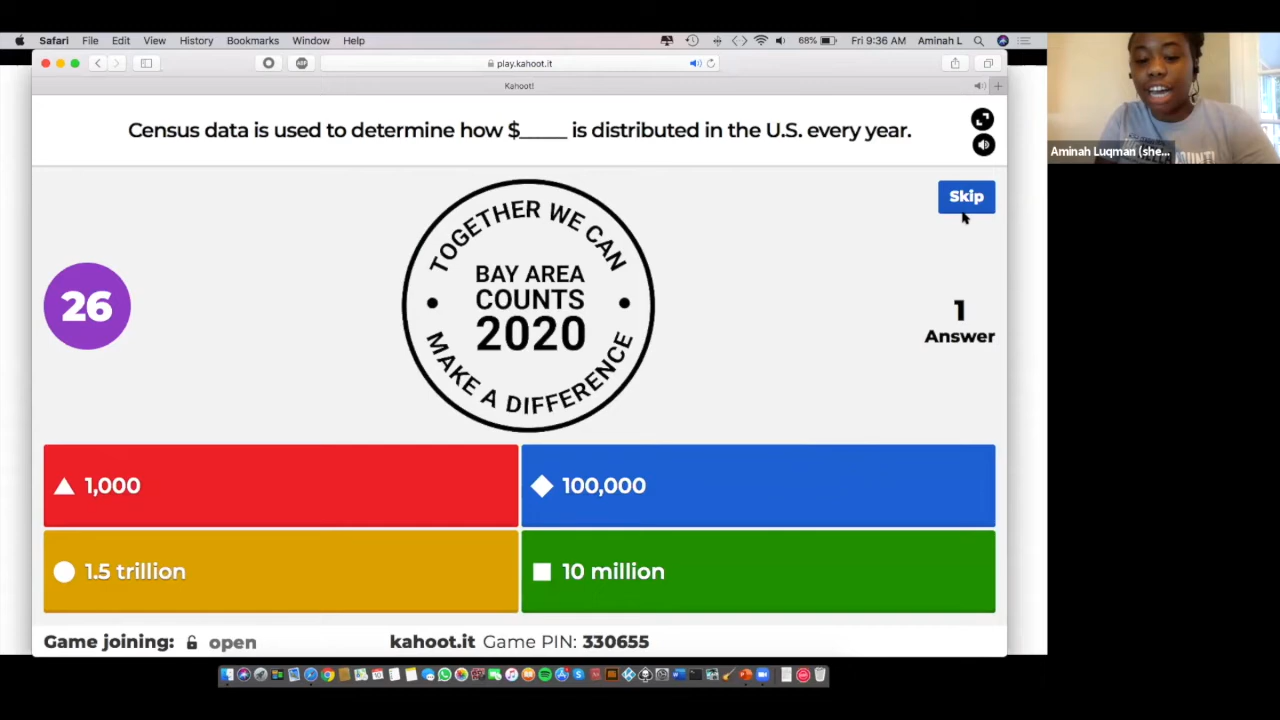 Safari File Edit View History Bookmarks Window Help 68% Fri 9:36 AM Aminah L
play.kahoot.it
Kahoot!
Census data is used to determine how $_____ is distributed in the U.S. every year.
Aminah Luqman (she...
Skip
TOGETHER WE CAN
BAY AREA
COUNTS
2020
MAKE A DIFFERENCE
26
1
Answer
1,000
100,000
1.5 trillion
10 million
Game joining: open kahoot.it Game PIN: 330655